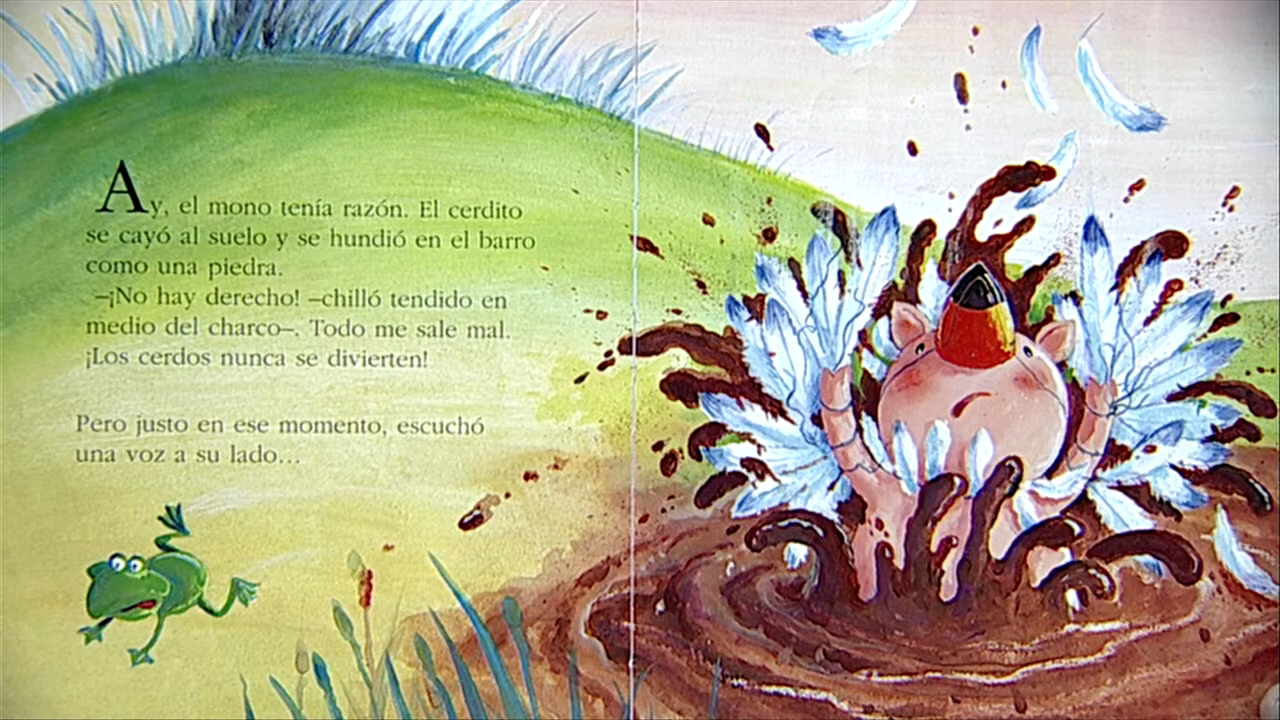 Ay, el mono tenía razón. El cerdito
se cayó al suelo y se hundió en el barro
como una piedra.
–¡No hay derecho! –chilló tendido en
medio del charco–. Todo me sale mal.
¡Los cerdos nunca se divierten!
Pero justo en ese momento, escuchó
una voz a su lado...